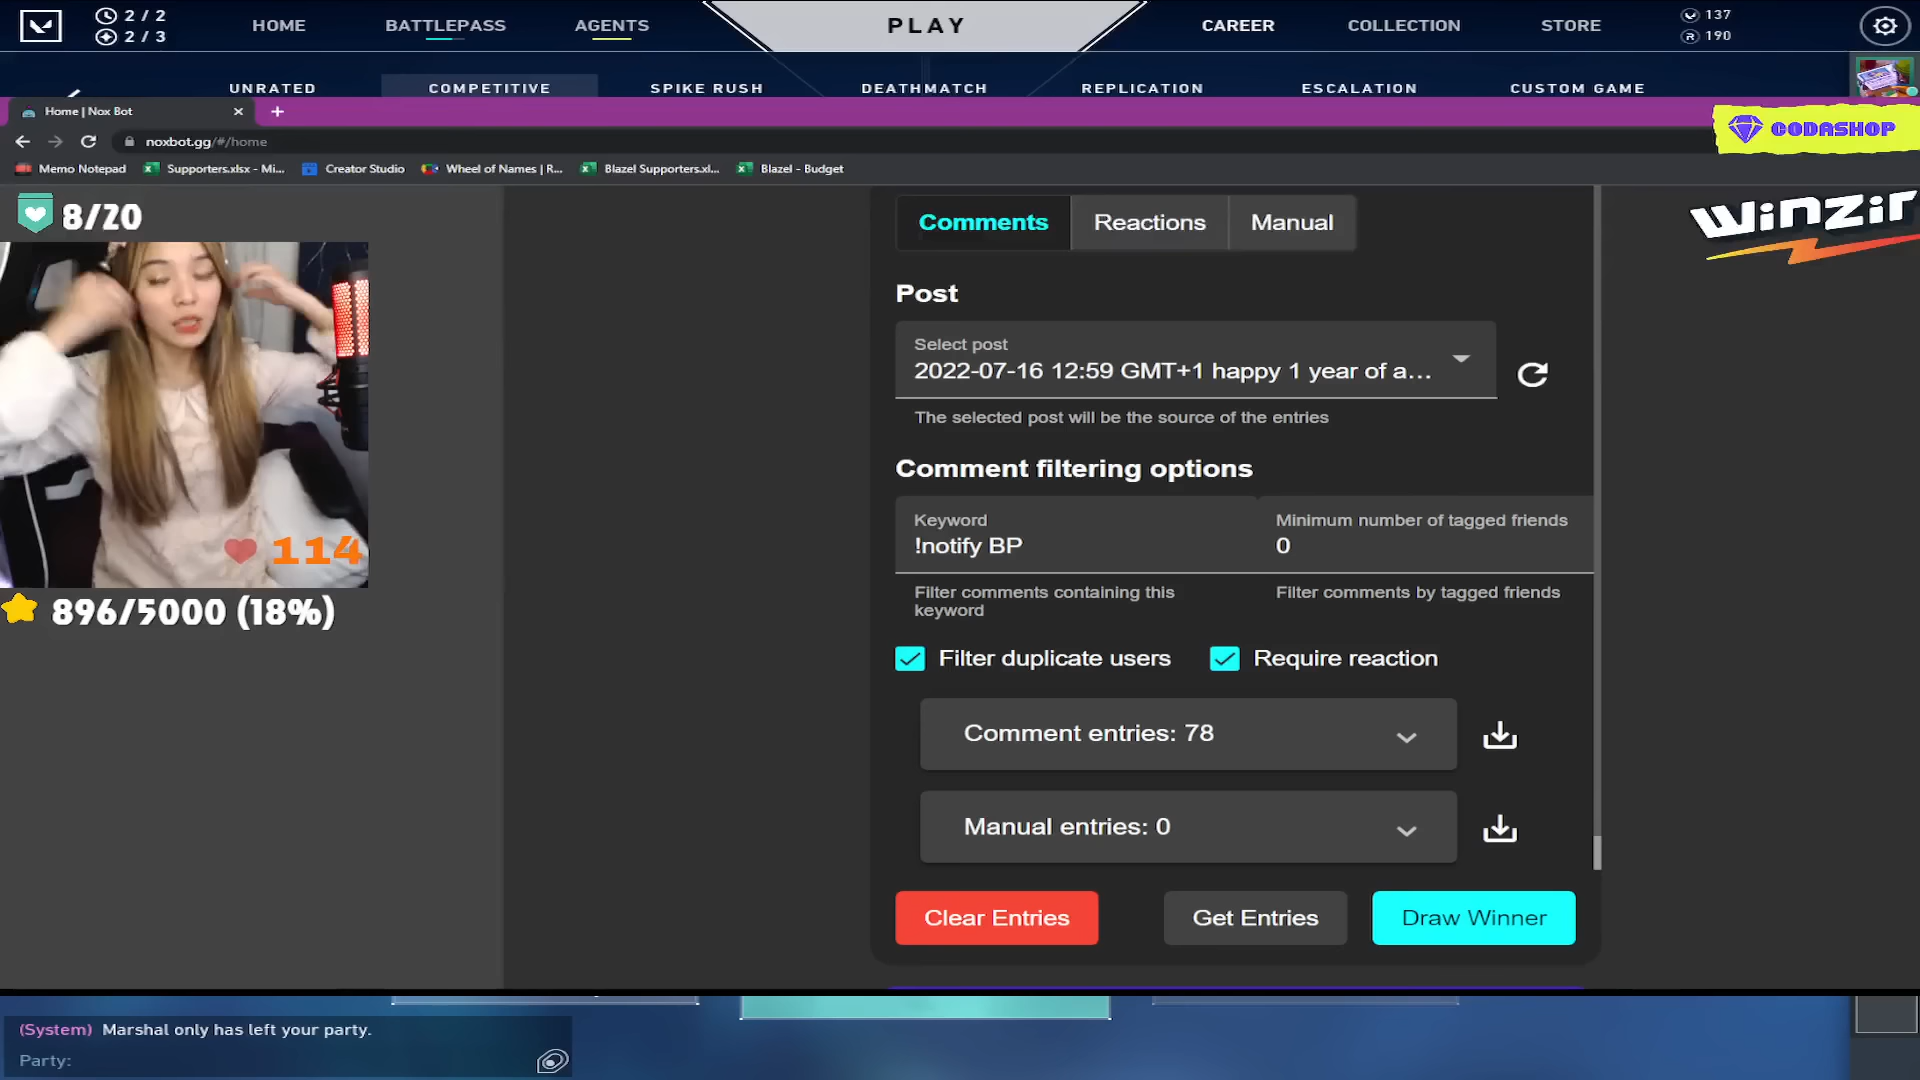 2 / 2
2 / 3
HOME
BATTLEPASS
AGENTS
PLAY
CAREER
COLLECTION
STORE
137
190
UNRATED
COMPETITIVE
SPIKE RUSH
DEATHMATCH
REPLICATION
ESCALATION
CUSTOM GAME
Home | Nox Bot
noxbot.gg/#/home
CODASHOP
Memo Notepad
Supporters.xlsx - Mi...
Creator Studio
Wheel of Names | R...
Blazel Supporters.xl...
Blazel - Budget
8/20
WiNZiR
Comments
Reactions
Manual
Post
Select post
2022-07-16 12:59 GMT+1 happy 1 year of a...
The selected post will be the source of the entries
Comment filtering options
Keyword
!notify BP
Minimum number of tagged friends
0
Filter comments containing this
keyword
Filter comments by tagged friends
114
896/5000 (18%)
Filter duplicate users
Require reaction
Comment entries: 78
Manual entries: 0
Clear Entries
Get Entries
Draw Winner
(System) Marshal only has left your party.
Party: